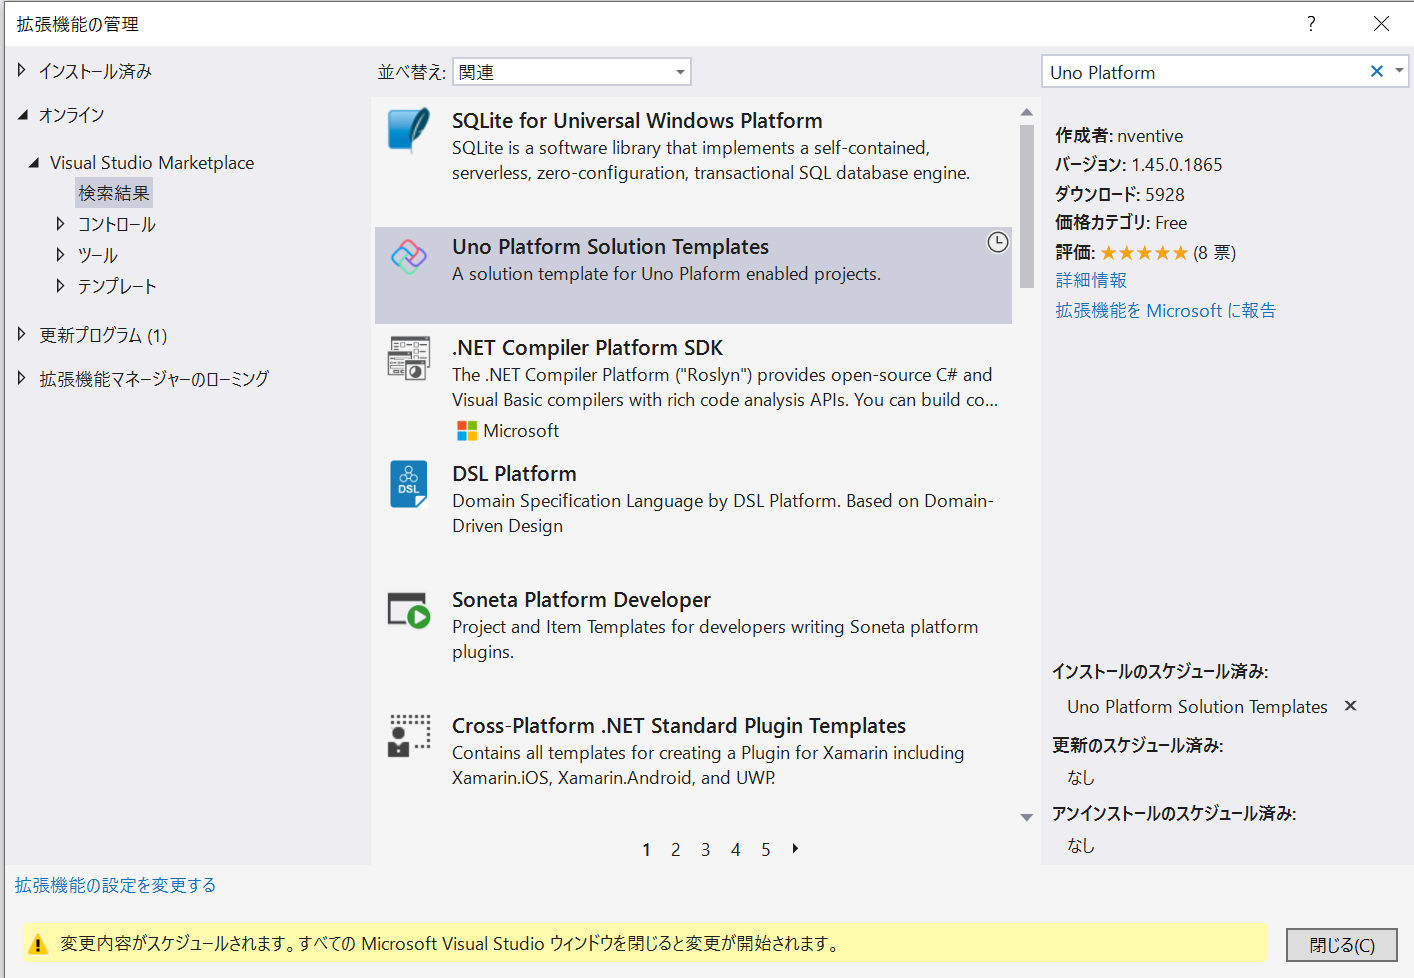 拡張機能の管理
?
インストール済み
オンライン
Visual Studio Marketplace
検索結果
コントロール
ツール
テンプレート
更新プログラム (1)
拡張機能マネージャーのローミング
並べ替え: 関連
SQLite for Universal Windows Platform
SQLite is a software library that implements a self-contained,
serverless, zero-configuration, transactional SQL database engine.
Uno Platform Solution Templates
A solution template for Uno Plaform enabled projects.
.NET Compiler Platform SDK
The .NET Compiler Platform ("Roslyn") provides open-source C# and
Visual Basic compilers with rich code analysis APIs. You can build co...
Microsoft
DSL
DSL Platform
Domain Specification Language by DSL Platform. Based on Domain-
Driven Design
Soneta Platform Developer
Project and Item Templates for developers writing Soneta platform
plugins.
Cross-Platform .NET Standard Plugin Templates
Contains all templates for creating a Plugin for Xamarin including
Xamarin.iOS, Xamarin.Android, and UWP.
1 2 3 4 5
Uno Platform
作成者: nventive
バージョン: 1.45.0.1865
ダウンロード: 5928
価格カテゴリ: Free
評価: ★★★★★ (8 票)
詳細情報
拡張機能を Microsoft に報告
インストールのスケジュール済み:
Uno Platform Solution Templates
更新のスケジュール済み:
なし
アンインストールのスケジュール済み:
なし
拡張機能の設定を変更する
変更内容がスケジュールされます。すべての Microsoft Visual Studio ウィンドウを閉じると変更が開始されます。
閉じる(C)